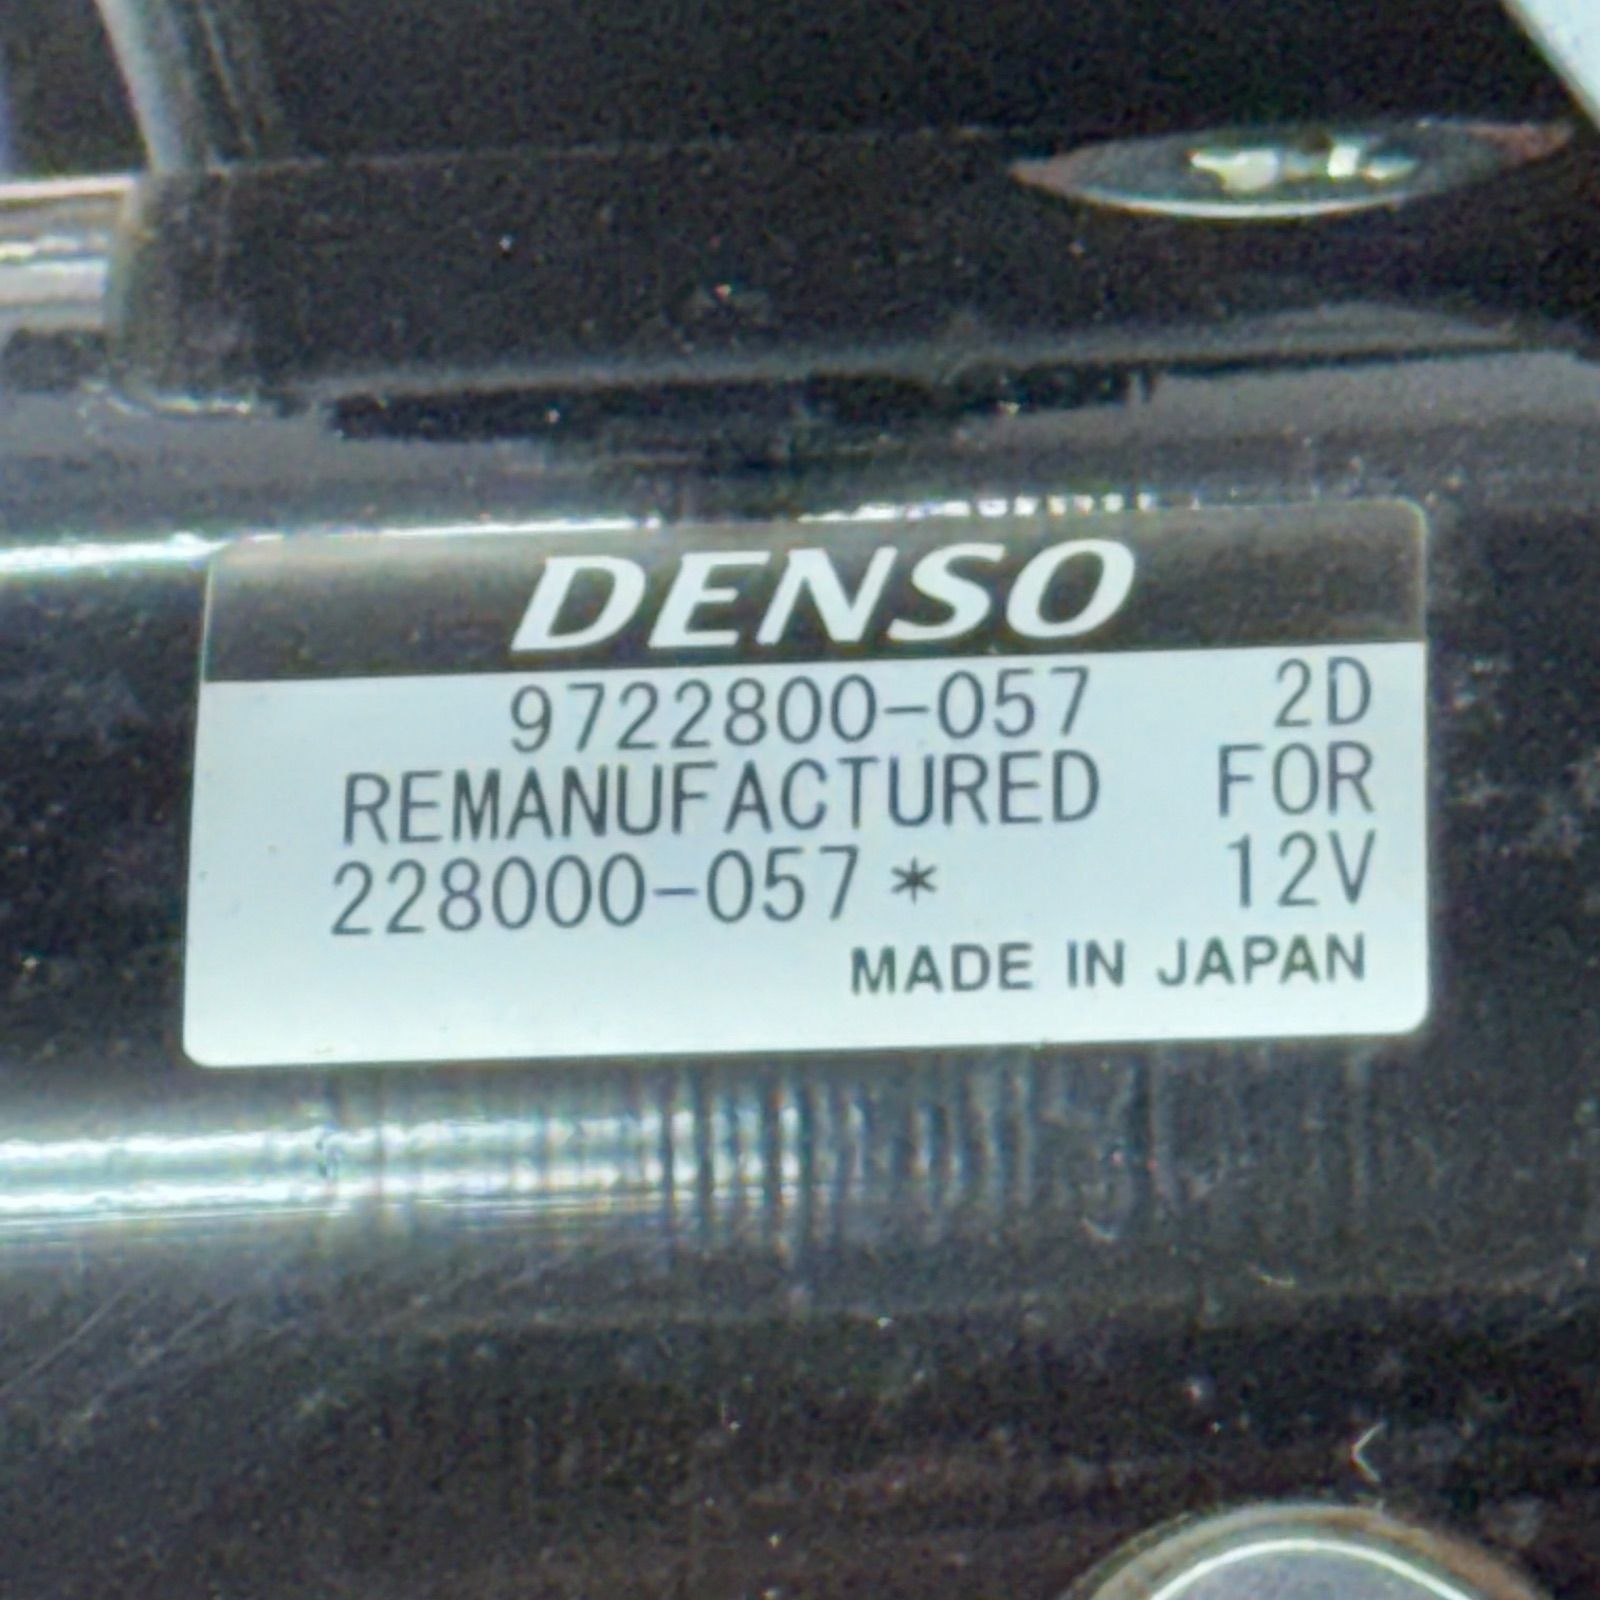 DENSO
9722800-057 2D
REMANUFACTURED FOR
228000-057* 12V
MADE IN JAPAN